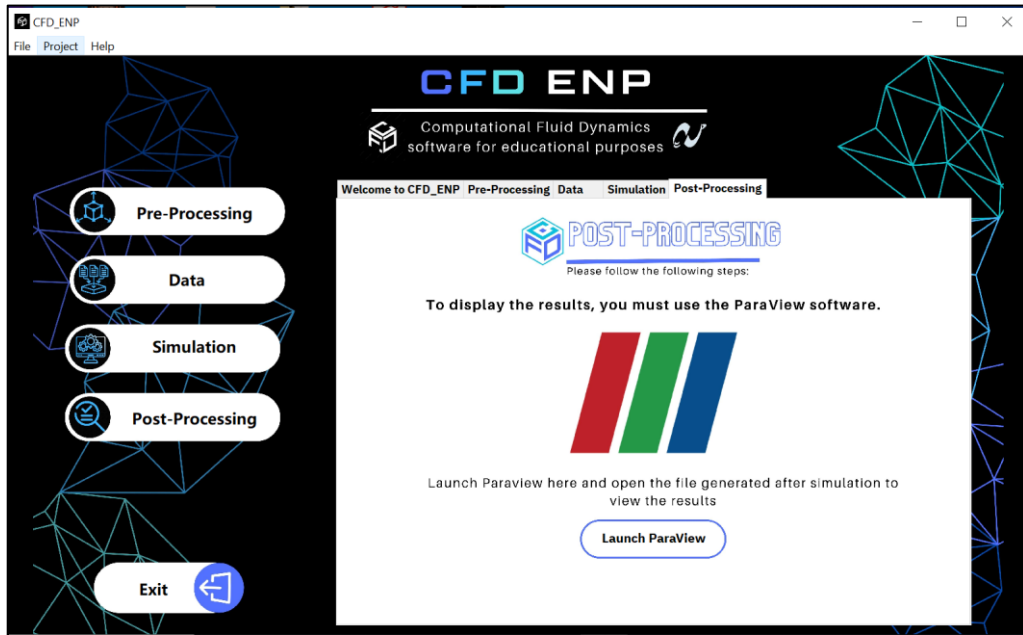 CFD_ENP
File Project Help
CFD ENP
Computational Fluid Dynamics
software for educational purposes
Welcome to CFD_ENP Pre-Processing Data Simulation Post-Processing
Pre-Processing
Data
Simulation
Post-Processing
Exit
CFD POST-PROCESSING
Please follow the following steps:
To display the results, you must use the ParaView software.
Launch Paraview here and open the file generated after simulation to
view the results
Launch ParaView